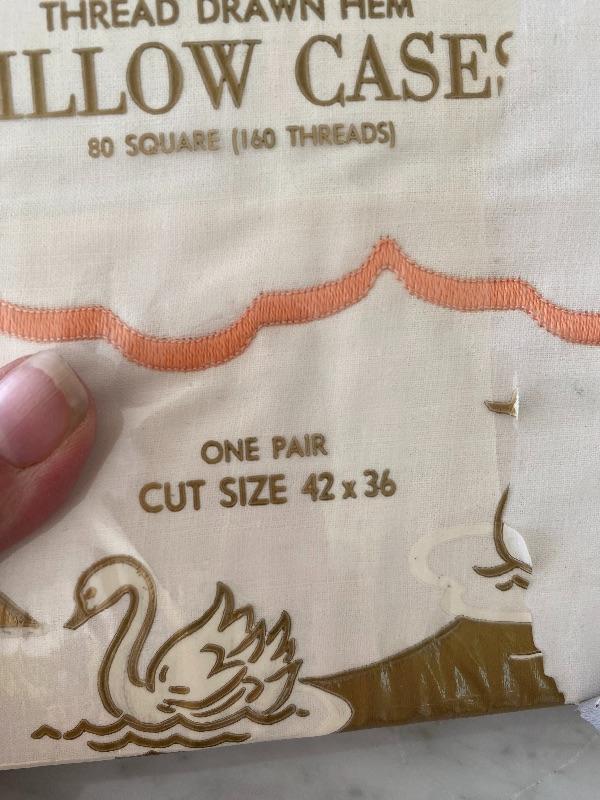 THREAD DRAWN HEM
ILLOW CASES
80 SQUARE (160 THREADS)
ONE PAIR
CUT SIZE 42 x 36